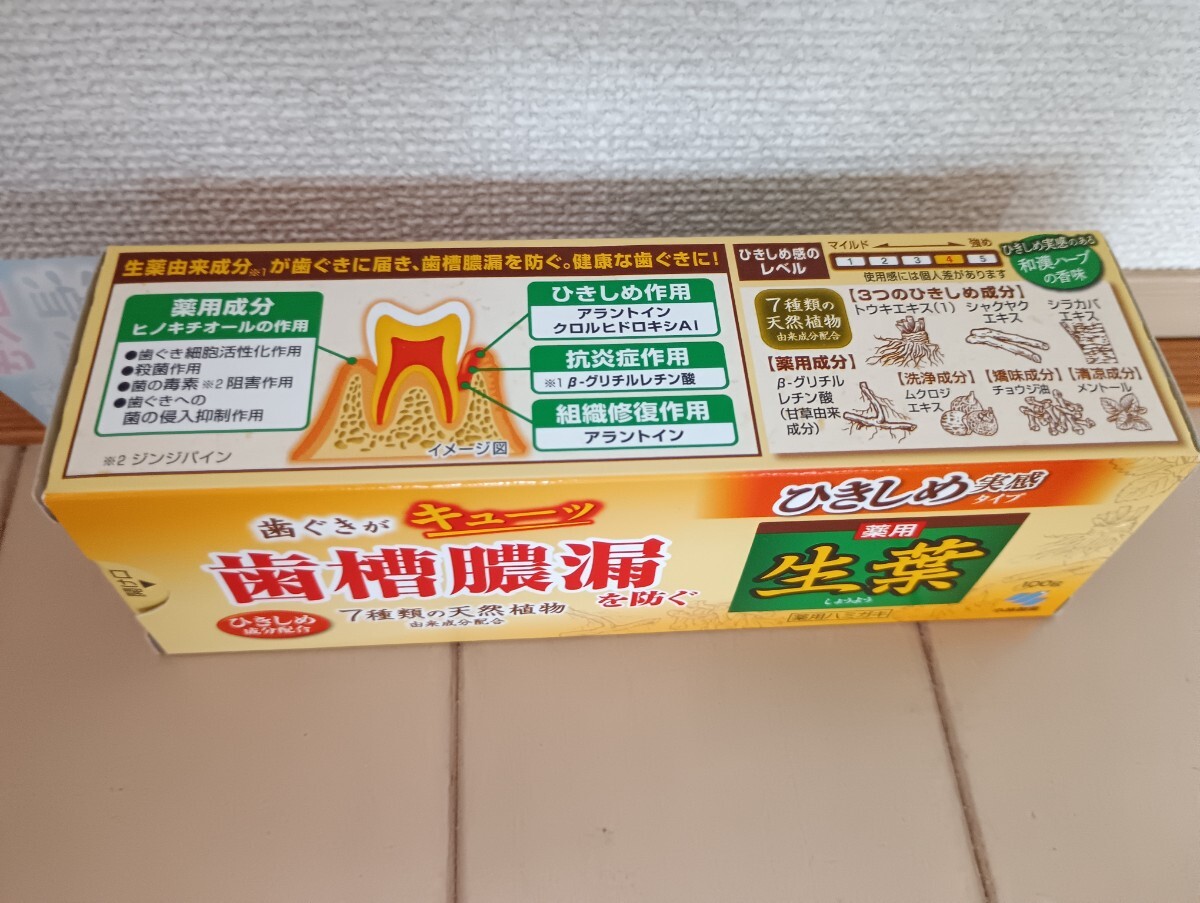 生薬由来成分※1が歯ぐきに届き、歯槽膿漏を防ぐ。健康な歯ぐきに!
薬用成分
ヒノキチオールの作用
●歯ぐき細胞活性化作用
●殺菌作用
●菌の毒素※2阻害作用
●歯ぐきへの
菌の侵入抑制作用
※2 ジンジパイン
イメージ図
ひきしめ作用
アラントイン
クロルヒドロキシAl
抗炎症作用
※1 β-グリチルレチン酸
組織修復作用
アラントイン
ひきしめ感の
レベル
マイルド
強め
1 2 3 4 5
使用感には個人差があります
ひきしめ実感のある
和漢ハーブ
の香味
7種類の
天然植物
由来成分配合
【3つのひきしめ成分】
トウキエキス(1)
シャクヤク
エキス
シラカバ
エキス
【薬用成分】
β-グリチル
レチン酸
(甘草由来
成分)
【洗浄成分】
ムクロジ
エキス
【矯味成分】
チョウジ油
【清涼成分】
メントール
歯ぐきがキューッ
歯槽膿漏
を防ぐ
ひきしめ
成分配合
7種類の天然植物
由来成分配合
ひきしめ実感
タイプ
薬用
生葉
しょうよう
薬用ハミガキ
100g
小林製薬
開け口